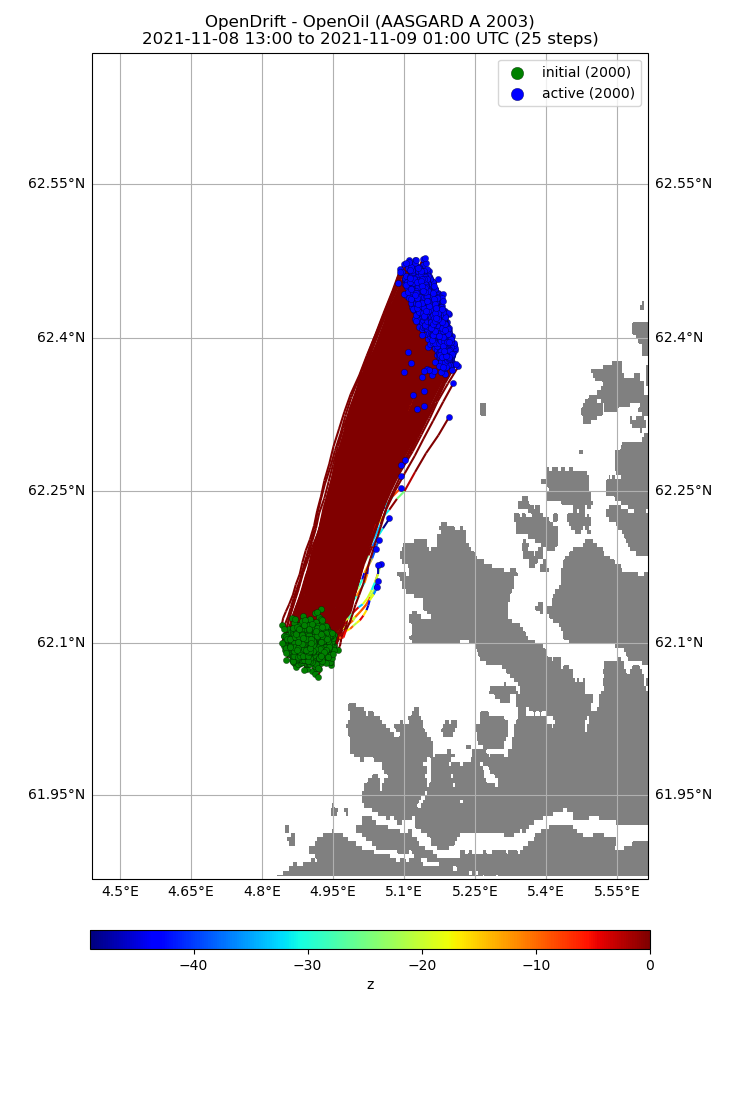 OpenDrift - OpenOil (AASGARD A 2003)
2021-11-08 13:00 to 2021-11-09 01:00 UTC (25 steps)
initial (2000)
active (2000)
62.55°N 62.55°N
62.4°N 62.4°N
62.25°N 62.25°N
62.1°N 62.1°N
61.95°N 61.95°N
4.5°E 4.65°E 4.8°E 4.95°E 5.1°E 5.25°E 5.4°E 5.55°E
−40 −30 −20 −10 0
z